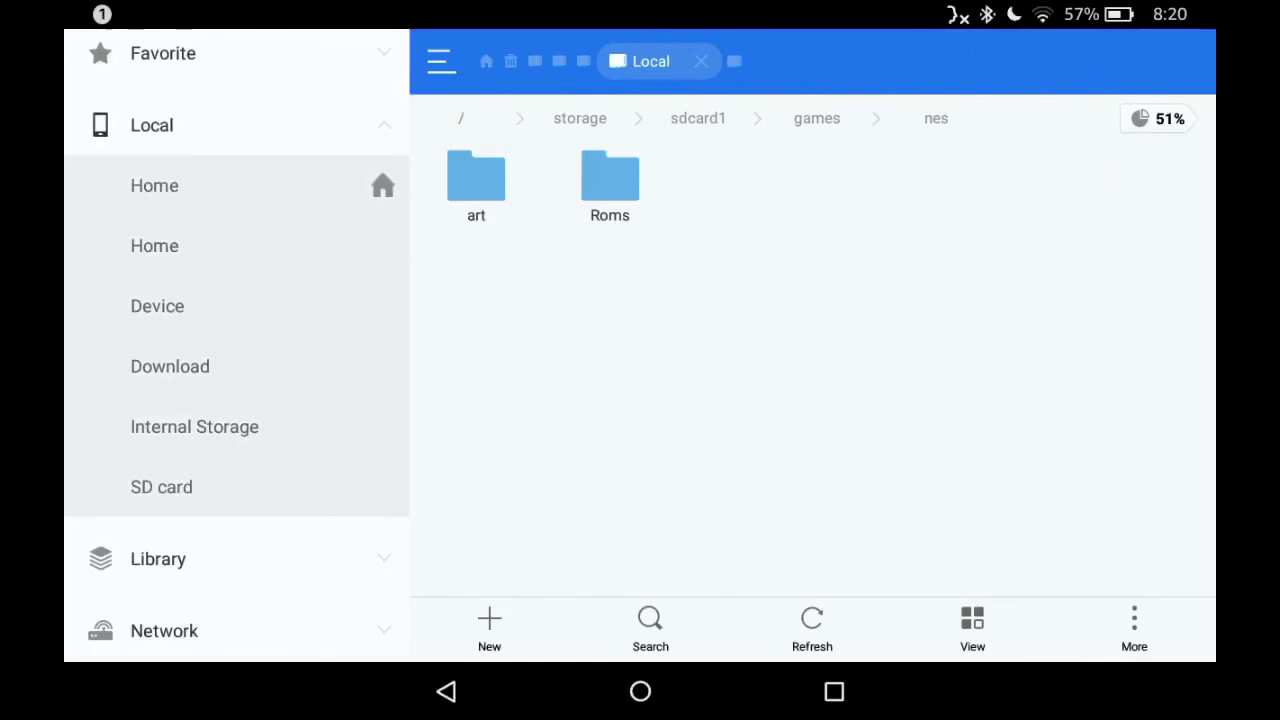 1
57%
8:20
Favorite
Local
Home
Home
Device
Download
Internal Storage
SD card
Library
Network
Local
/
storage
sdcard1
games
nes
51%
art
Roms
New
Search
Refresh
View
More